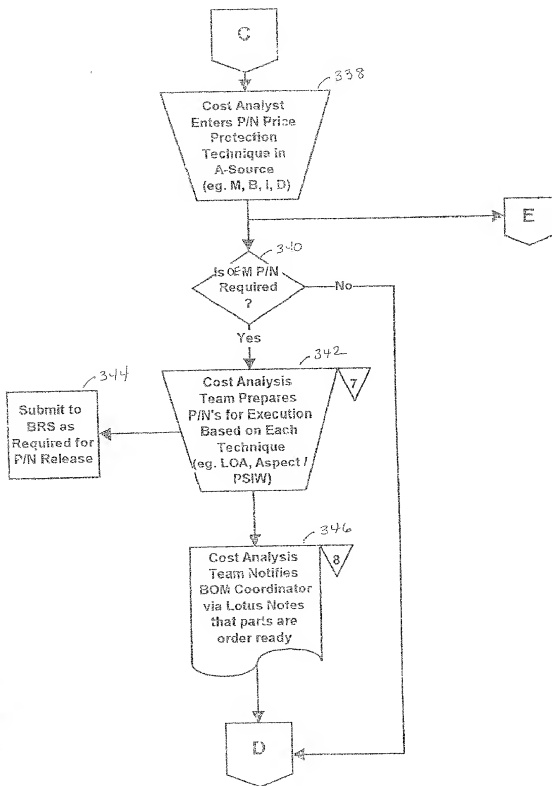 C
338
Cost Analyst
Enters P/N Price
Protection
Technique in
A-Source
(eg. M, B, I, D)
E
340
Is OEM P/N
Required
?
No
Yes
342
344
Cost Analysis
Team Prepares
P/N's for Execution
Based on Each
Technique
(eg. LOA, Aspect /
PSIW)
7
Submit to
BRS as
Required for
P/N Release
346
Cost Analysis
Team Notifies
BOM Coordinator
via Lotus Notes
that parts are
order ready
8
D